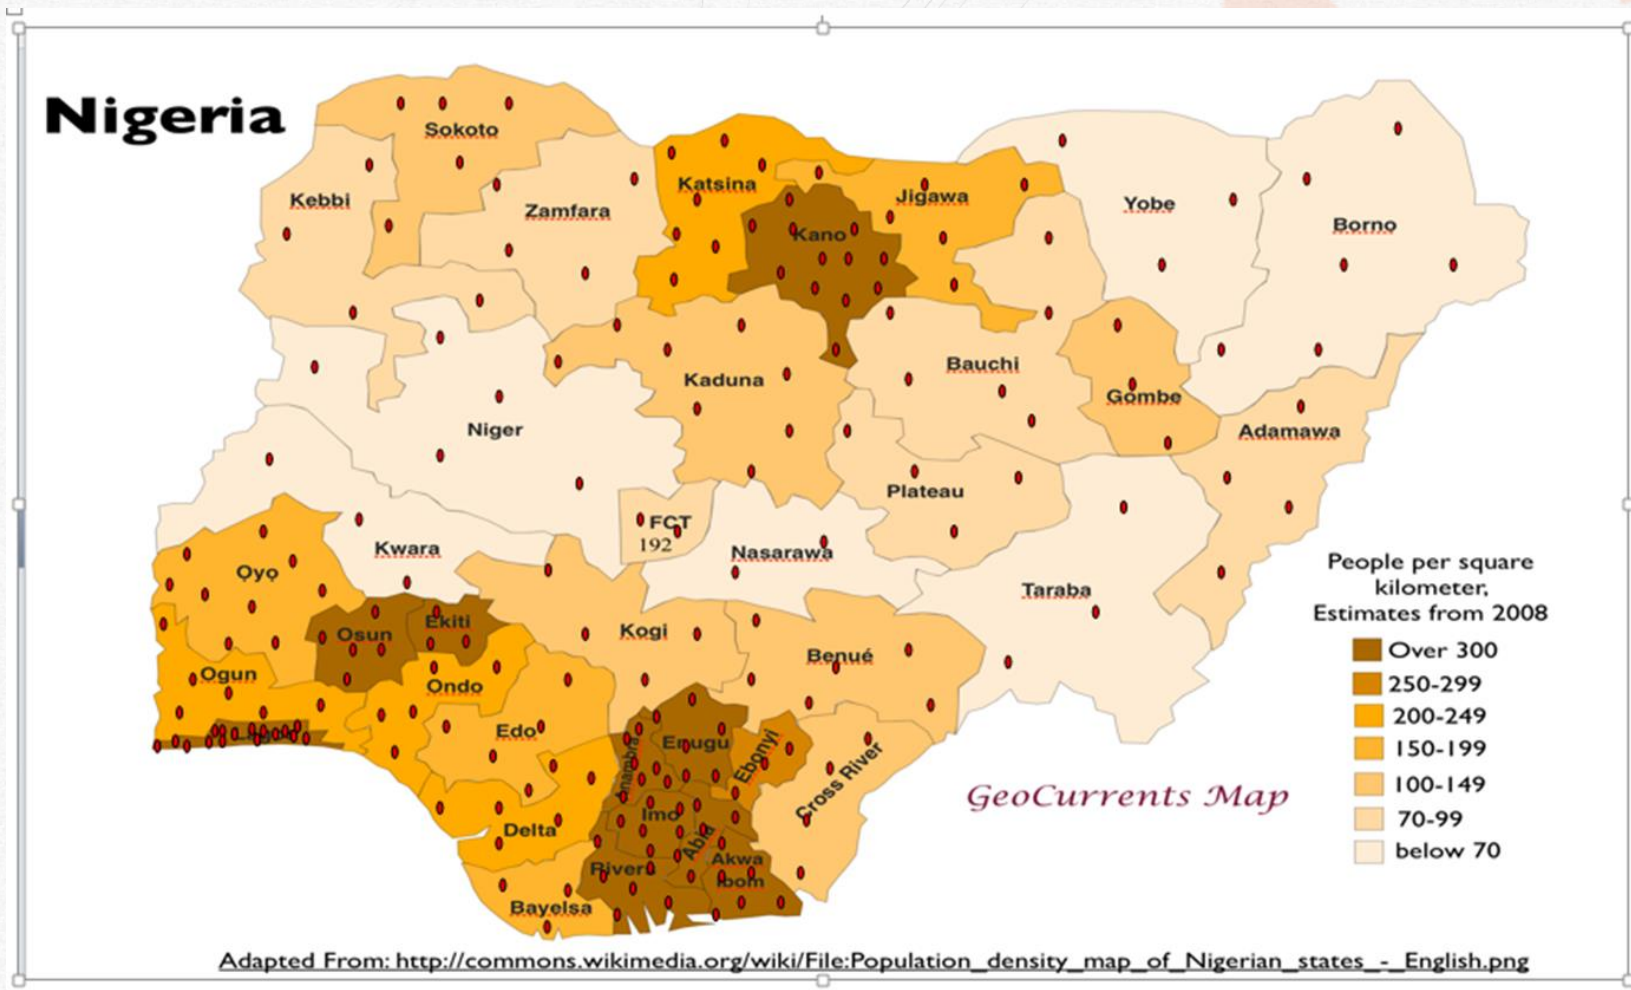 Nigeria
Sokoto
Kebbi
Zamfara
Katsina
Jigawa
Kano
Yobe
Borno
Kaduna
Bauchi
Gombe
Adamawa
Niger
Plateau
FCT
192
Kwara
Nasarawa
Taraba
Oyọ
Osun
Ekiti
Kogi
Benué
Ogun
Ondo
Edo
Enugu
Ebonyi
Cross River
Imo
Abia
Delta
Rivers
Akwa
Ibom
Bayelsa
People per square
kilometer,
Estimates from 2008
Over 300
250-299
200-249
150-199
100-149
70-99
below 70
GeoCurrents Map
Adapted From: http://commons.wikimedia.org/wiki/File:Population_density_map_of_Nigerian_states_-_English.png